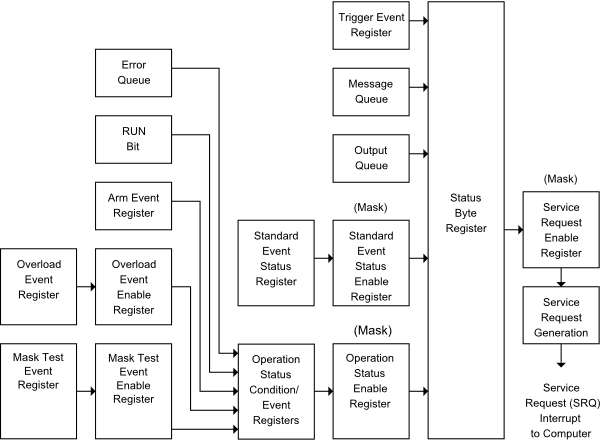 Trigger Event
Register
Error
Queue
Message
Queue
RUN
Bit
Output
Queue
Arm Event
Register
(Mask)
(Mask)
Status
Byte
Register
Service
Request
Enable
Register
Standard
Event
Status
Register
Standard
Event
Status
Enable
Register
Overload
Event
Register
Overload
Event
Enable
Register
Service
Request
Generation
(Mask)
Mask Test
Event
Register
Mask Test
Event
Enable
Register
Operation
Status
Condition/
Event
Registers
Operation
Status
Enable
Register
Service
Request (SRQ)
Interrupt
to Computer